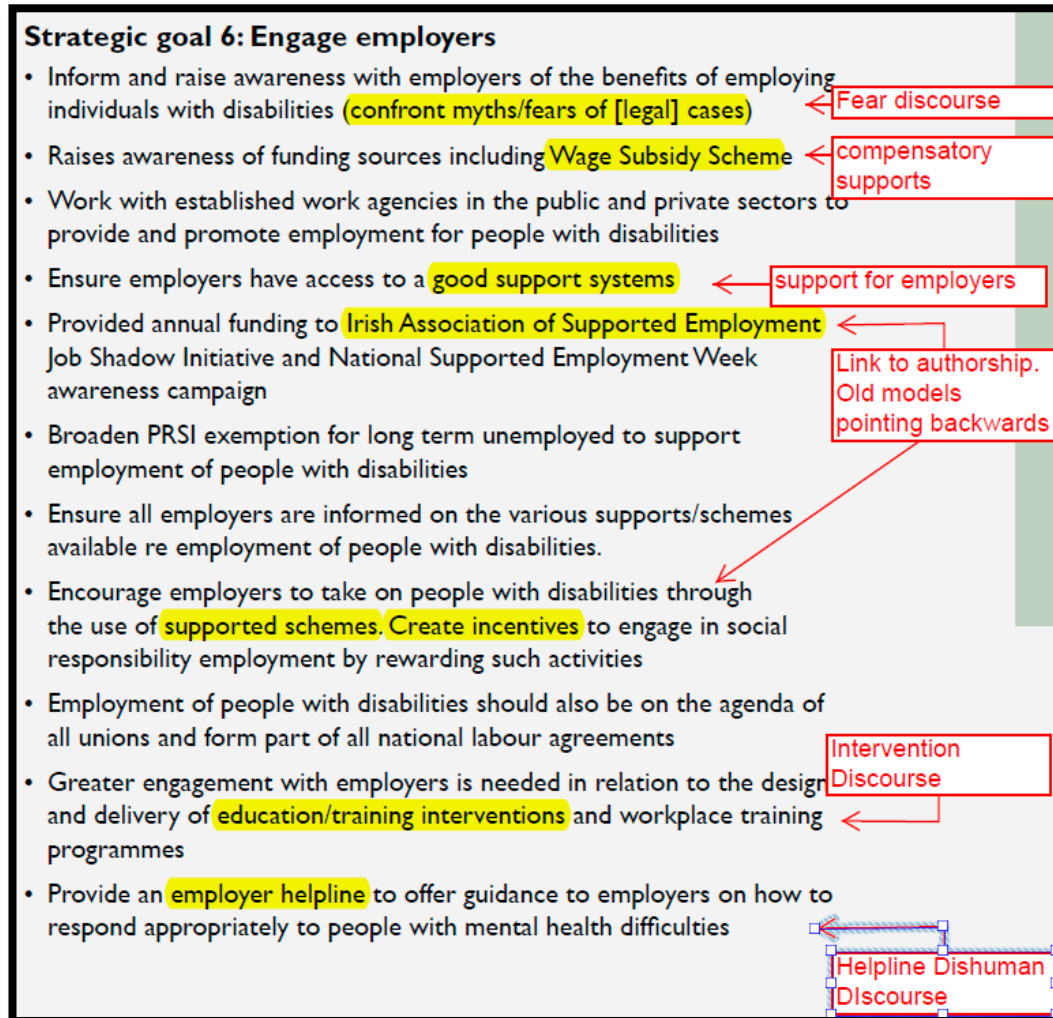 Strategic goal 6: Engage employers
• Inform and raise awareness with employers of the benefits of employing
individuals with disabilities (confront myths/fears of [legal] cases)
Fear discourse
• Raises awareness of funding sources including Wage Subsidy Scheme
compensatory
supports
• Work with established work agencies in the public and private sectors to
provide and promote employment for people with disabilities
• Ensure employers have access to a good support systems
support for employers
• Provided annual funding to Irish Association of Supported Employment
Job Shadow Initiative and National Supported Employment Week
awareness campaign
Link to authorship.
Old models
pointing backwards
• Broaden PRSI exemption for long term unemployed to support
employment of people with disabilities
• Ensure all employers are informed on the various supports/schemes
available re employment of people with disabilities.
• Encourage employers to take on people with disabilities through
the use of supported schemes. Create incentives to engage in social
responsibility employment by rewarding such activities
• Employment of people with disabilities should also be on the agenda of
all unions and form part of all national labour agreements
Intervention
Discourse
• Greater engagement with employers is needed in relation to the design
and delivery of education/training interventions and workplace training
programmes
• Provide an employer helpline to offer guidance to employers on how to
respond appropriately to people with mental health difficulties
Helpline Dishuman
DIscourse